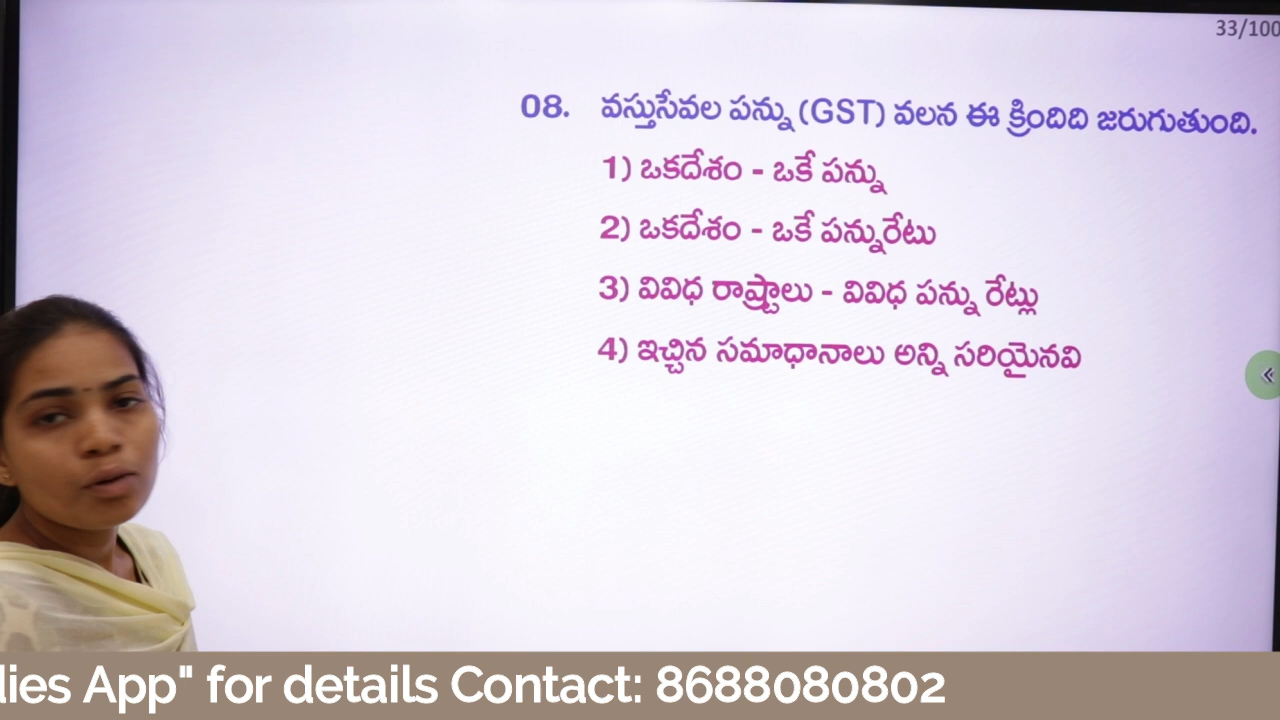 33/100
08. వస్తుసేవల పన్ను (GST) వలన ఈ క్రిందిది జరుగుతుంది.
1) ఒకదేశం - ఒకే పన్ను
2) ఒకదేశం - ఒకే పన్నురేటు
3) వివిధ రాష్ట్రాలు - వివిధ పన్ను రేట్లు
4) ఇచ్చిన సమాధానాలు అన్ని సరియైనవి
«
App" for details Contact: 8688080802